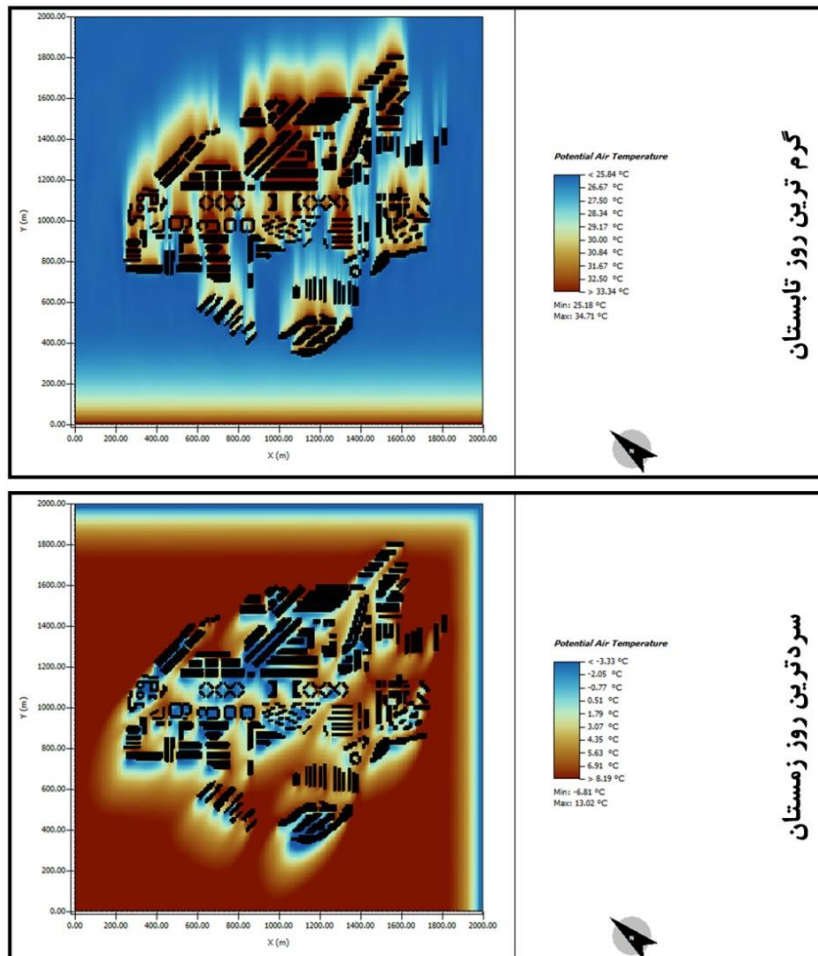 2000.00
1800.00
1600.00
1400.00
1200.00
1000.00
800.00
600.00
400.00
200.00
0.00
Y (m)
0.00 200.00 400.00 600.00 800.00 1000.00 1200.00 1400.00 1600.00 1800.00 2000.00
X (m)
Potential Air Temperature
< 25.84 °C
26.67 °C
27.50 °C
28.34 °C
29.17 °C
30.00 °C
30.84 °C
31.67 °C
32.50 °C
> 33.34 °C
Min: 25.18 °C
Max: 34.71 °C
گرم ترین روز تابستان
N
2000.00
1800.00
1600.00
1400.00
1200.00
1000.00
800.00
600.00
400.00
200.00
0.00
Y (m)
0.00 200.00 400.00 600.00 800.00 1000.00 1200.00 1400.00 1600.00 1800.00 2000.00
X (m)
Potential Air Temperature
< -3.33 °C
-2.05 °C
-0.77 °C
0.51 °C
1.79 °C
3.07 °C
4.35 °C
5.63 °C
6.91 °C
> 8.19 °C
Min: -6.81 °C
Max: 13.02 °C
سردترین روز زمستان
N